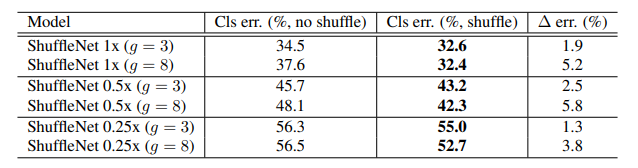 Model Cls err. (%, no shuffle) Cls err. (%, shuffle) Δ err. (%)
ShuffleNet 1x (g = 3) 34.5 32.6 1.9
ShuffleNet 1x (g = 8) 37.6 32.4 5.2
ShuffleNet 0.5x (g = 3) 45.7 43.2 2.5
ShuffleNet 0.5x (g = 8) 48.1 42.3 5.8
ShuffleNet 0.25x (g = 3) 56.3 55.0 1.3
ShuffleNet 0.25x (g = 8) 56.5 52.7 3.8